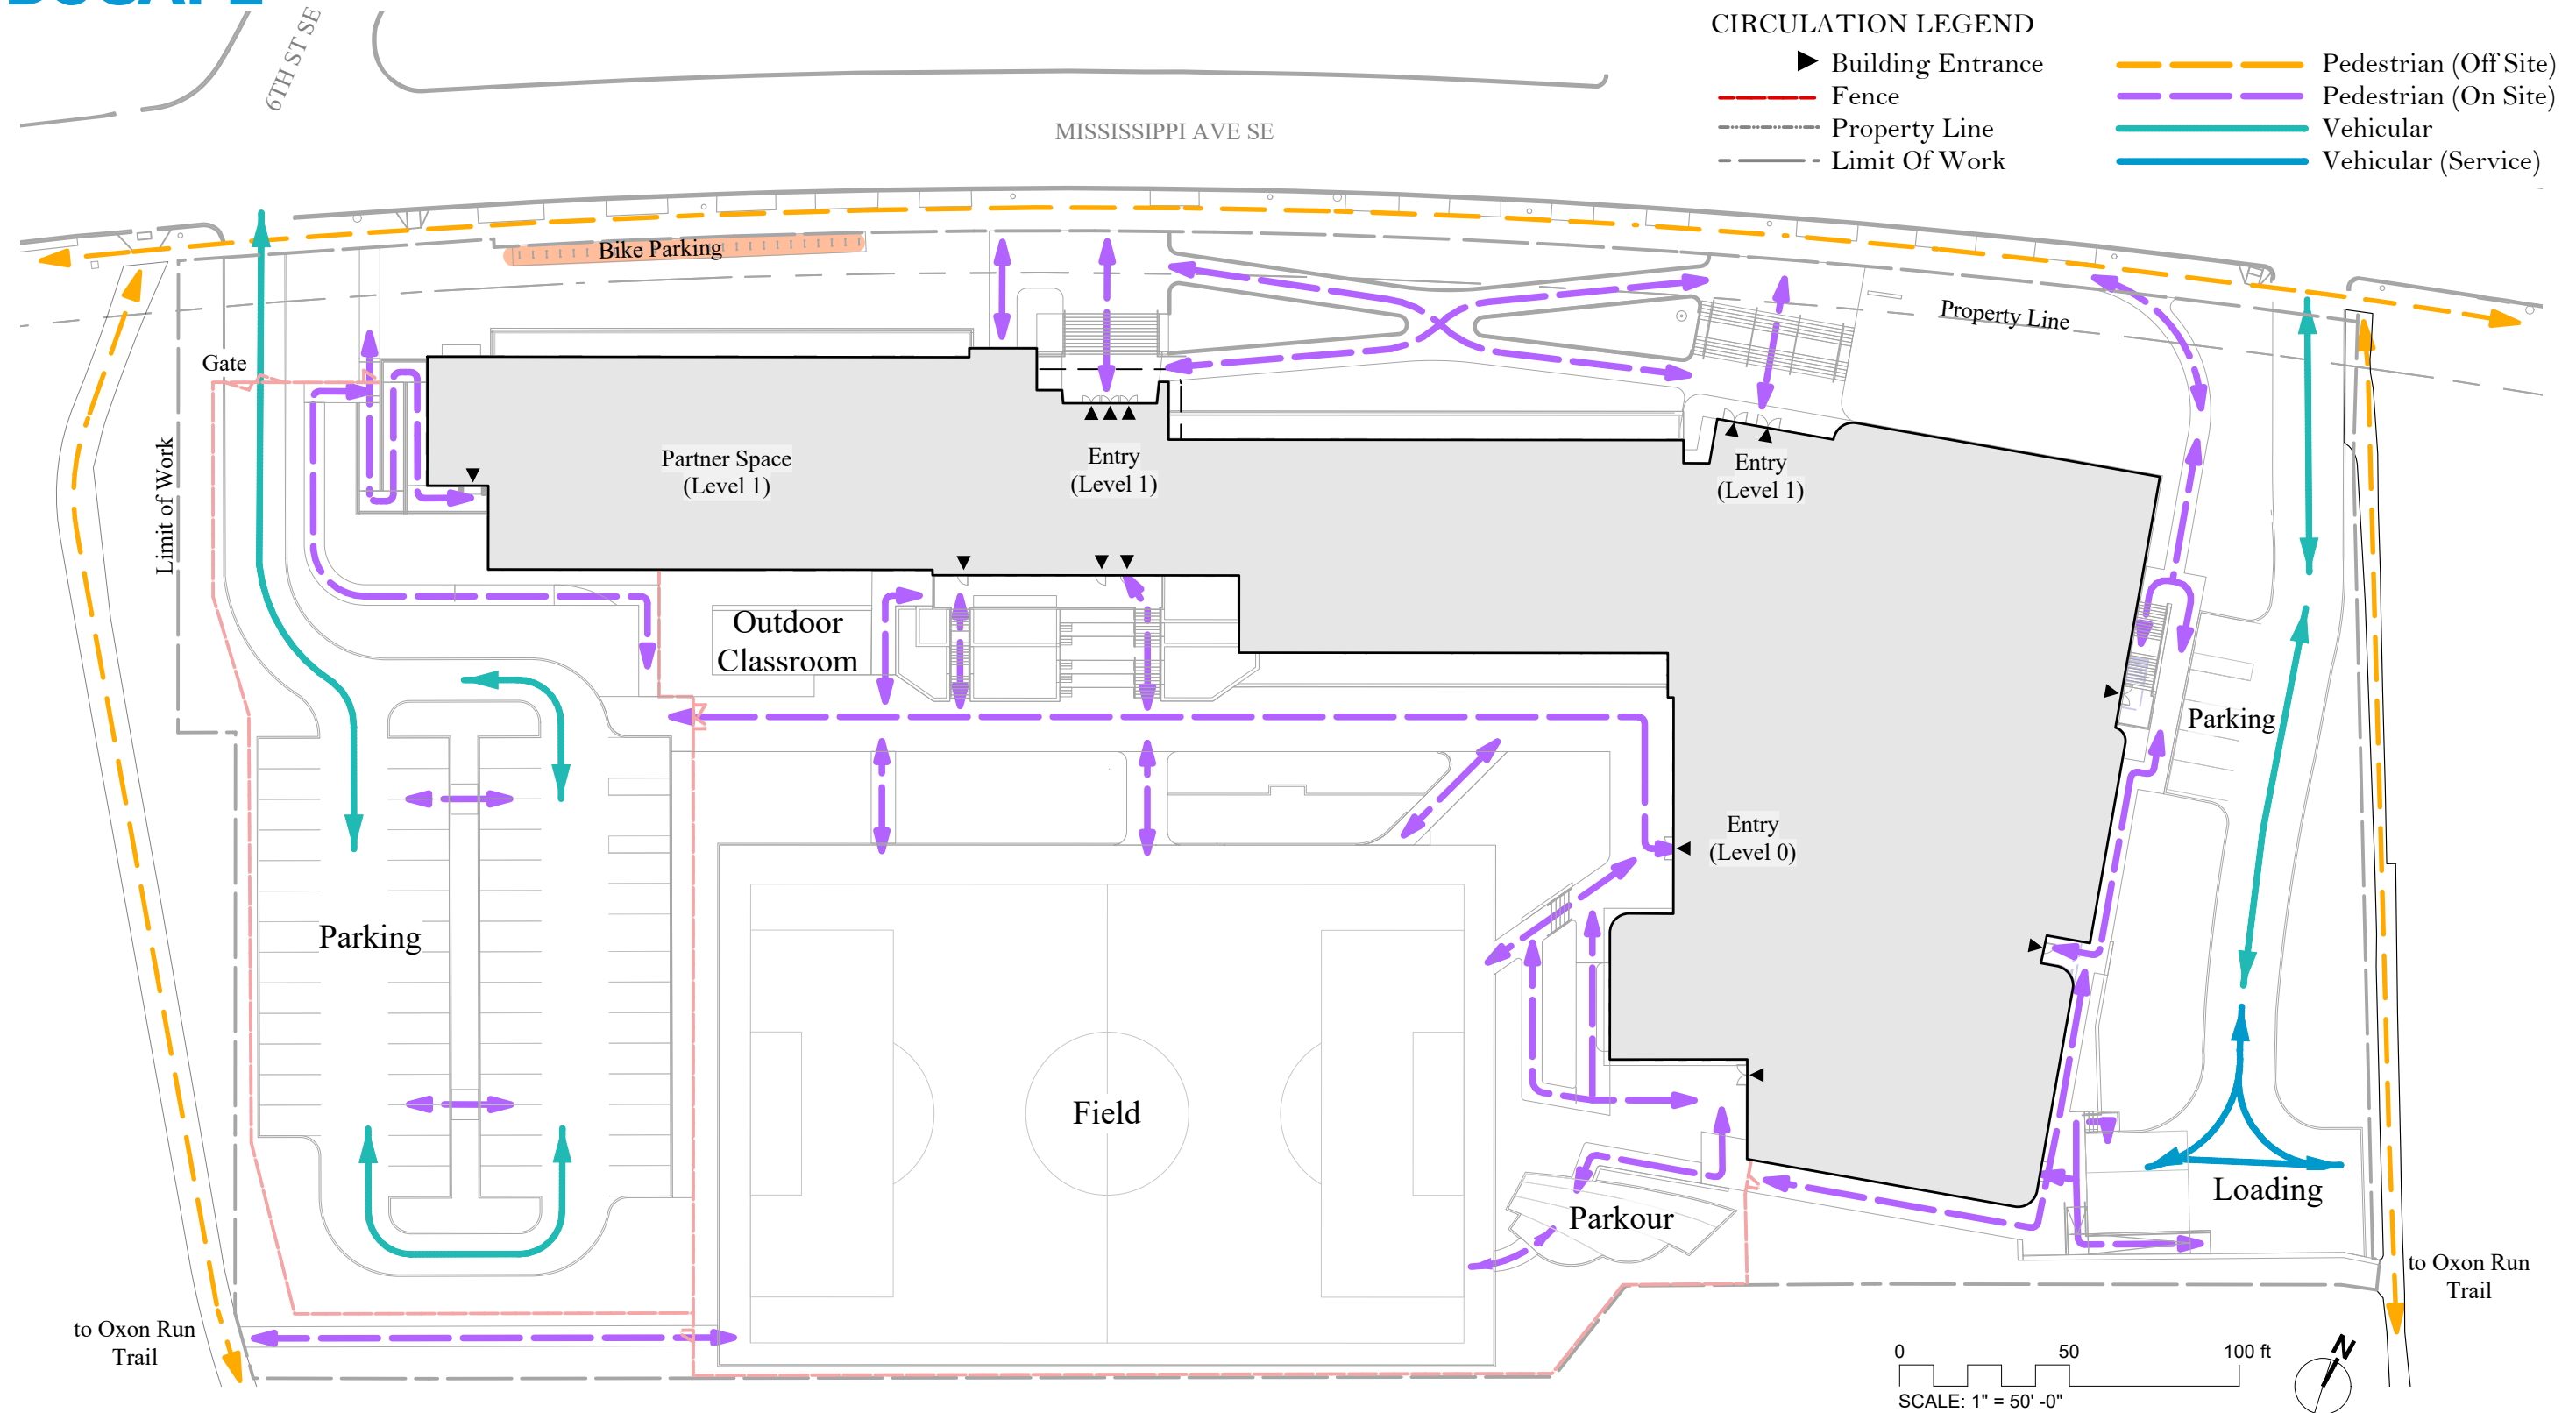 6TH ST SE
MISSISSIPPI AVE SE
CIRCULATION LEGEND
Building Entrance
Fence
Property Line
Limit Of Work
Pedestrian (Off Site)
Pedestrian (On Site)
Vehicular
Vehicular (Service)
Bike Parking
Property Line
Gate
Limit of Work
Partner Space
(Level 1)
Entry
(Level 1)
Entry
(Level 1)
Outdoor
Classroom
Parking
Entry
(Level 0)
Parking
Field
Parkour
Loading
to Oxon Run
Trail
to Oxon Run
Trail
0 50 100 ft
SCALE: 1" = 50' -0"
N